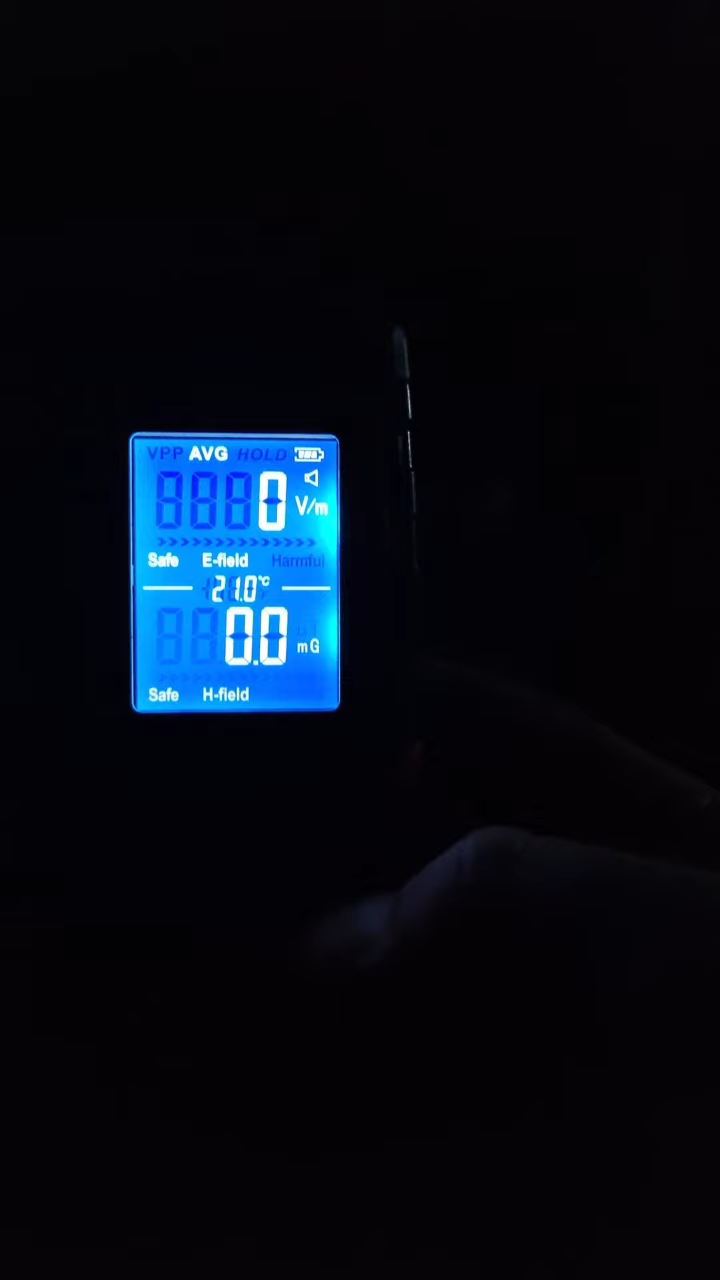 VPP AVG HOLD
0 V/m
Safe E-field Harmful
21.0°C
0.0 mG
Safe H-field